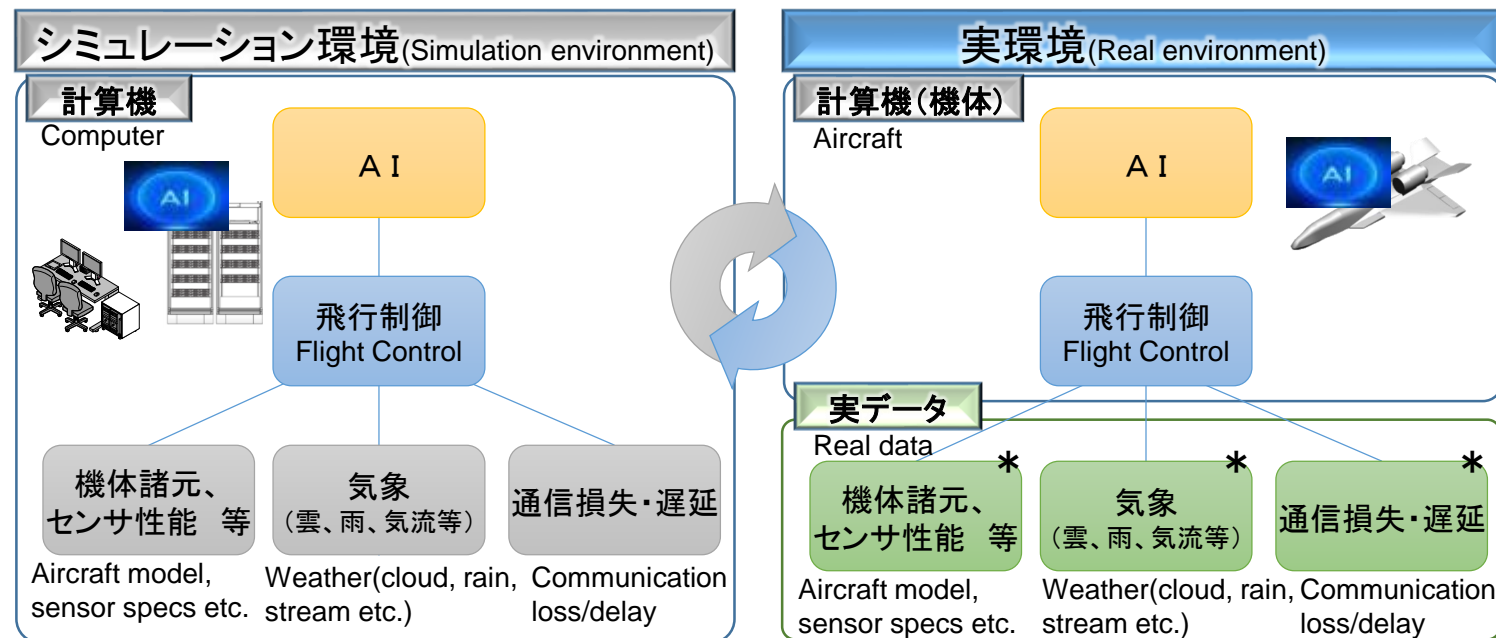 シミュレーション環境(Simulation environment)
計算機
Computer
AI
ＡＩ
飛行制御
Flight Control
機体諸元、
センサ性能　等
Aircraft model,
sensor specs etc.
気象
（雲、雨、気流等）
Weather(cloud, rain,
stream etc.)
通信損失・遅延
Communication
loss/delay
実環境(Real environment)
計算機（機体）
Aircraft
ＡＩ
AI
飛行制御
Flight Control
実データ
Real data
*
機体諸元、
センサ性能　等
Aircraft model,
sensor specs etc.
*
気象
（雲、雨、気流等）
Weather(cloud, rain,
stream etc.)
*
通信損失・遅延
Communication
loss/delay